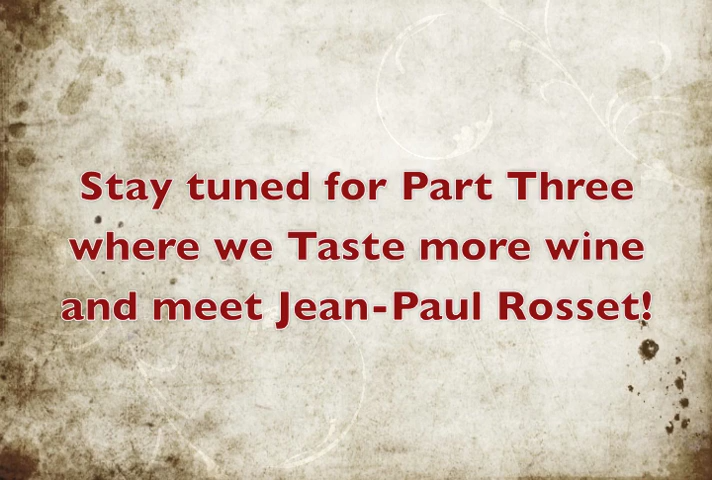 Stay tuned for Part Three
where we Taste more wine
and meet Jean-Paul Rosset!